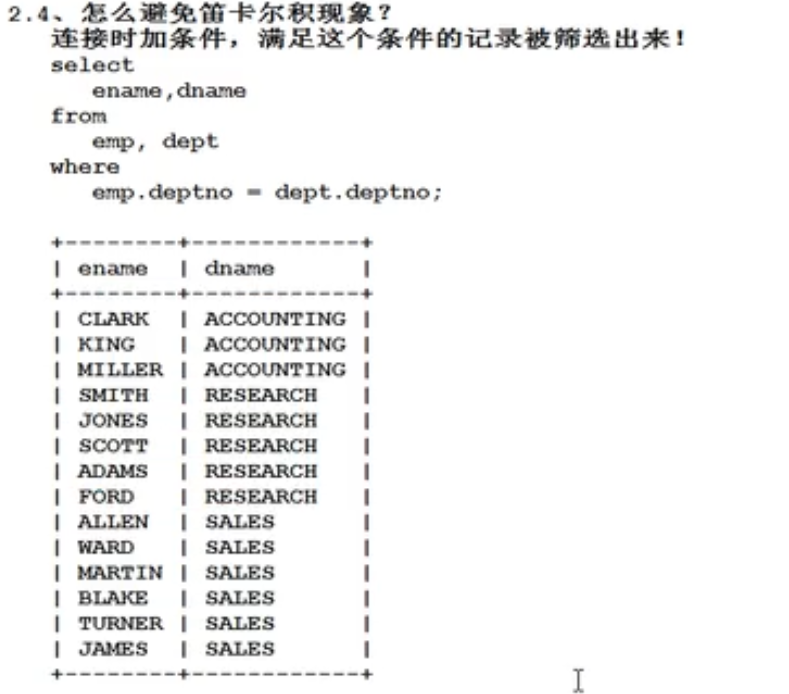 2.4、怎么避免笛卡尔积现象？
连接时加条件，满足这个条件的记录被筛选出来！
select
ename,dname
from
emp, dept
where
emp.deptno = dept.deptno;
+--------+-------------+
| ename  | dname       |
+--------+-------------+
| CLARK  | ACCOUNTING |
| KING   | ACCOUNTING |
| MILLER | ACCOUNTING |
| SMITH  | RESEARCH   |
| JONES  | RESEARCH   |
| SCOTT  | RESEARCH   |
| ADAMS  | RESEARCH   |
| FORD   | RESEARCH   |
| ALLEN  | SALES      |
| WARD   | SALES      |
| MARTIN | SALES      |
| BLAKE  | SALES      |
| TURNER | SALES      |
| JAMES  | SALES      |
+--------+-------------+